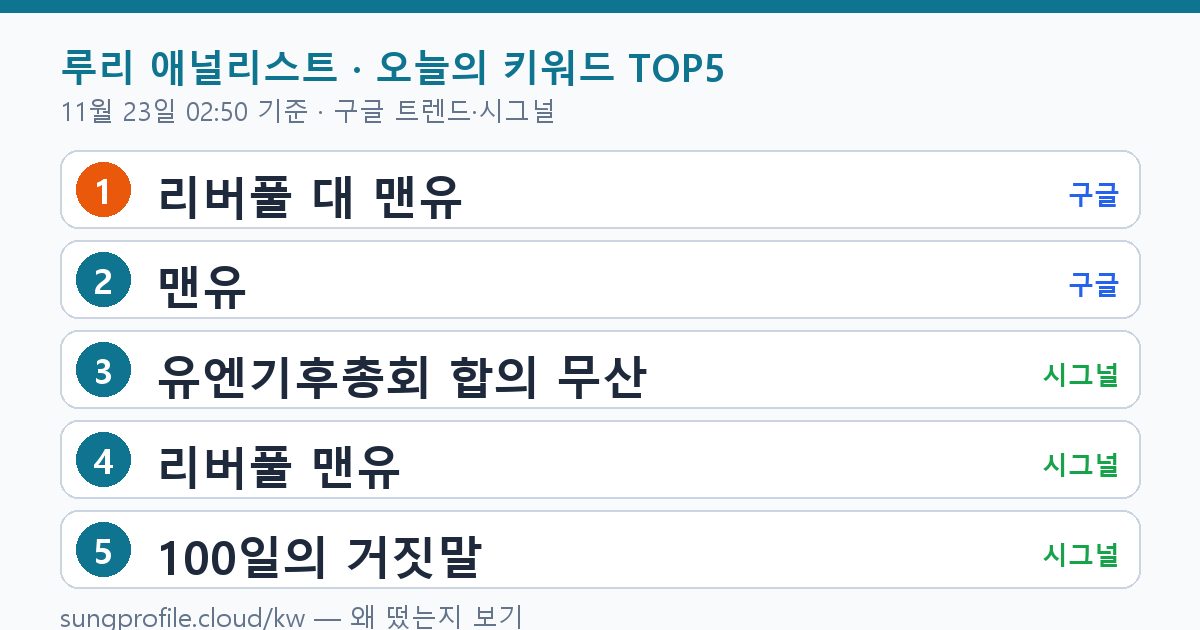 루리 애널리스트 · 오늘의 키워드 TOP5
11월 23일 02:50 기준 · 구글 트렌드·시그널
1 리버풀 대 맨유 구글
2 맨유 구글
3 유엔기후총회 합의 무산 시그널
4 리버풀 맨유 시그널
5 100일의 거짓말 시그널
sungprofile.cloud/kw — 왜 떴는지 보기